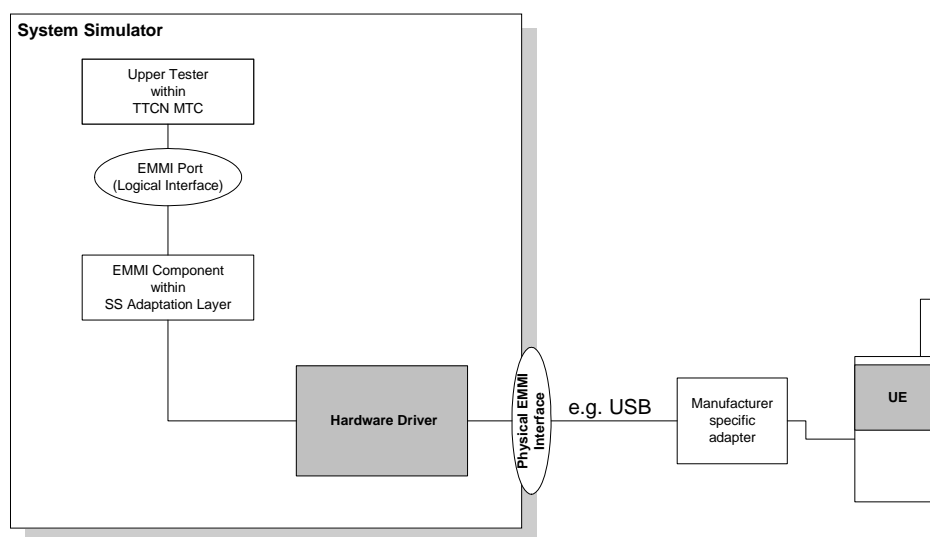 System Simulator
Upper Tester
within
TTCN MTC
EMMI Port
(Logical Interface)
EMMI Component
within
SS Adaptation Layer
Hardware Driver
Physical EMMI
Interface
e.g. USB
Manufacturer
specific
adapter
UE